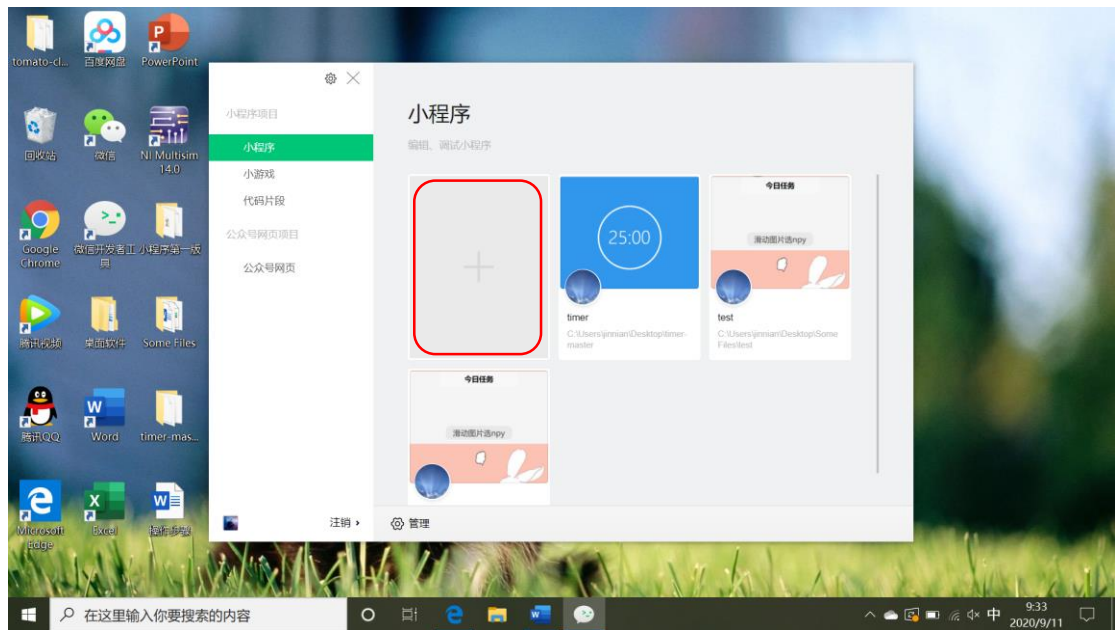 tomato-cl...
百度网盘
PowerPoint
回收站
微信
NI Multisim
14.0
Google
Chrome
微信开发者工
具
小程序第一版
腾讯视频
桌面软件
Some Files
腾讯QQ
Word
timer-mas...
Microsoft
Edge
Excel
小程序项目
小程序
小游戏
代码片段
公众号网页项目
公众号网页
注销
小程序
编辑、调试小程序
25:00
timer
C:\Users\jinnian\Desktop\timer-
master
今日任务
滑动图片选npy
test
C:\Users\jinnian\Desktop\Some
Files\test
今日任务
滑动图片选npy
管理
在这里输入你要搜索的内容
中
9:33
2020/9/11